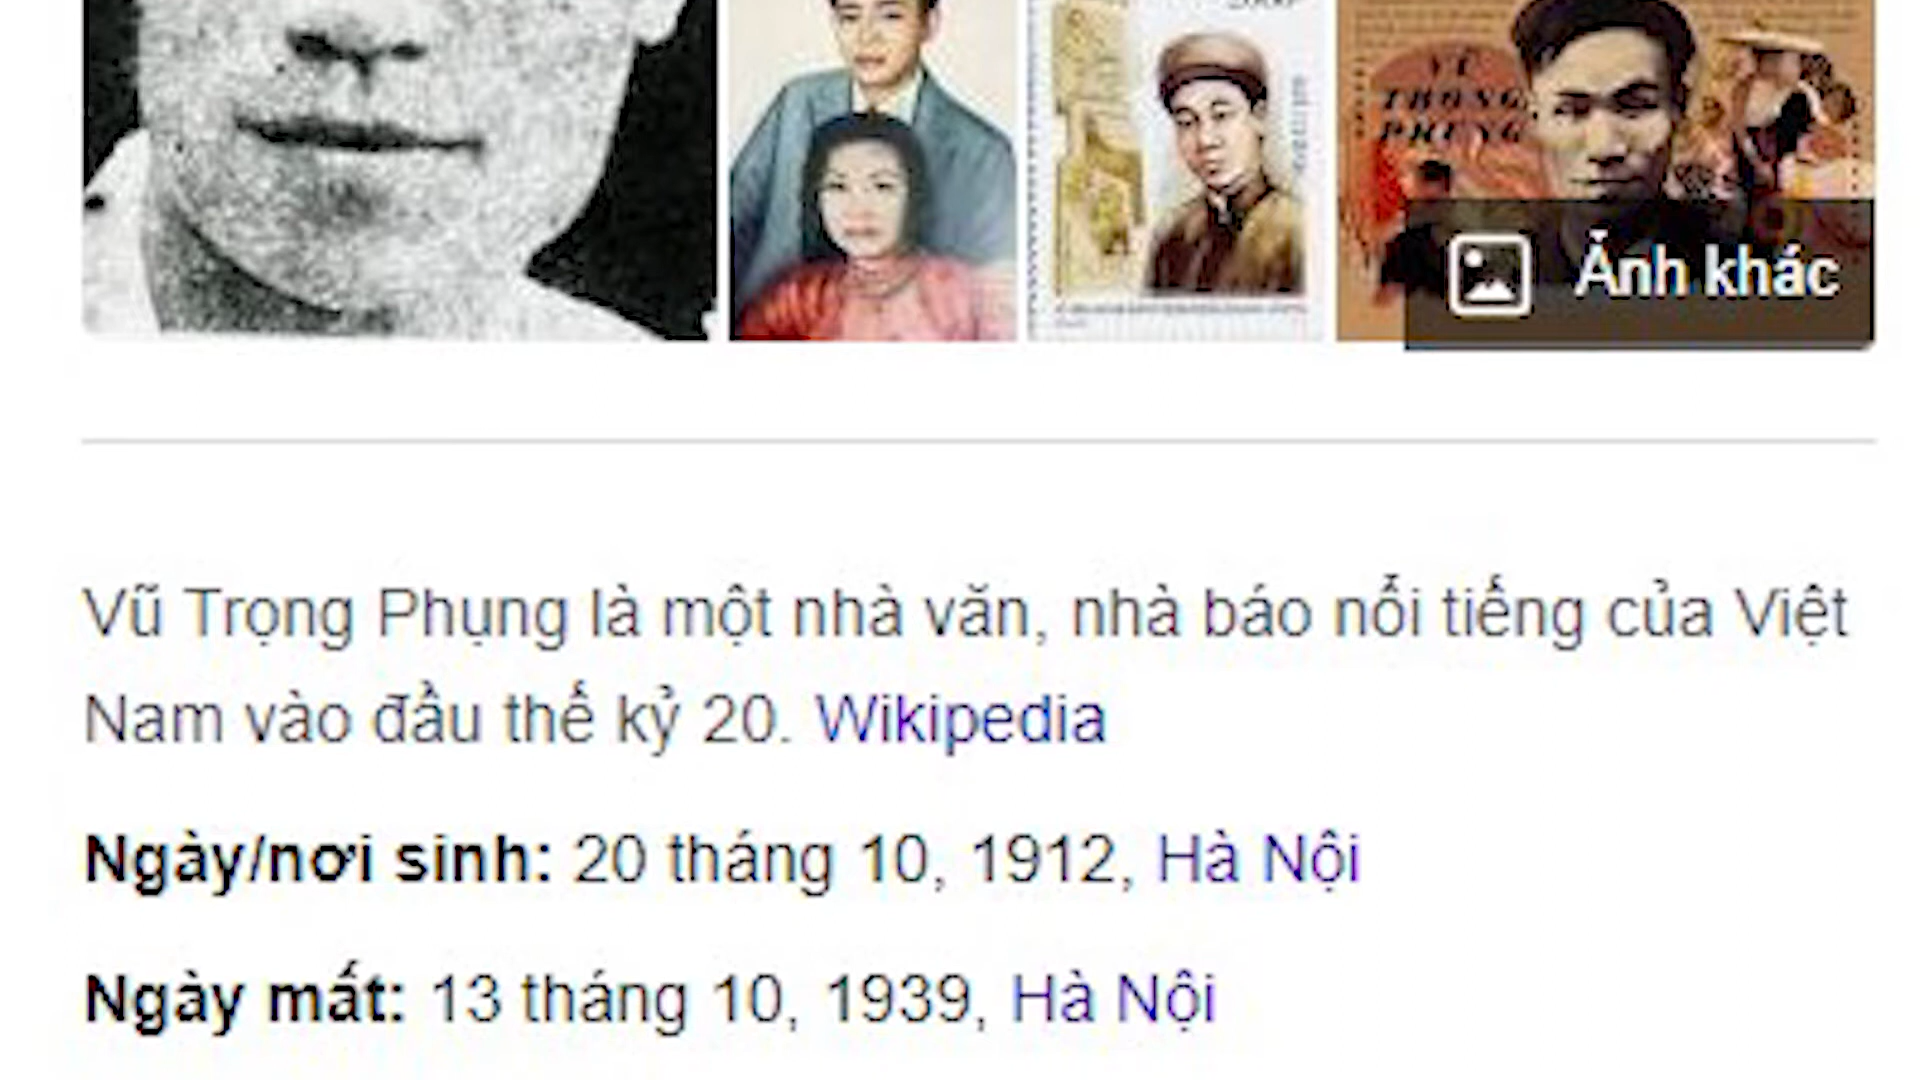 TRỌNG
PHỤNG
Ảnh khác
Vũ Trọng Phụng là một nhà văn, nhà báo nổi tiếng của Việt
Nam vào đầu thế kỷ 20. Wikipedia
Ngày/nơi sinh: 20 tháng 10, 1912, Hà Nội
Ngày mất: 13 tháng 10, 1939, Hà Nội